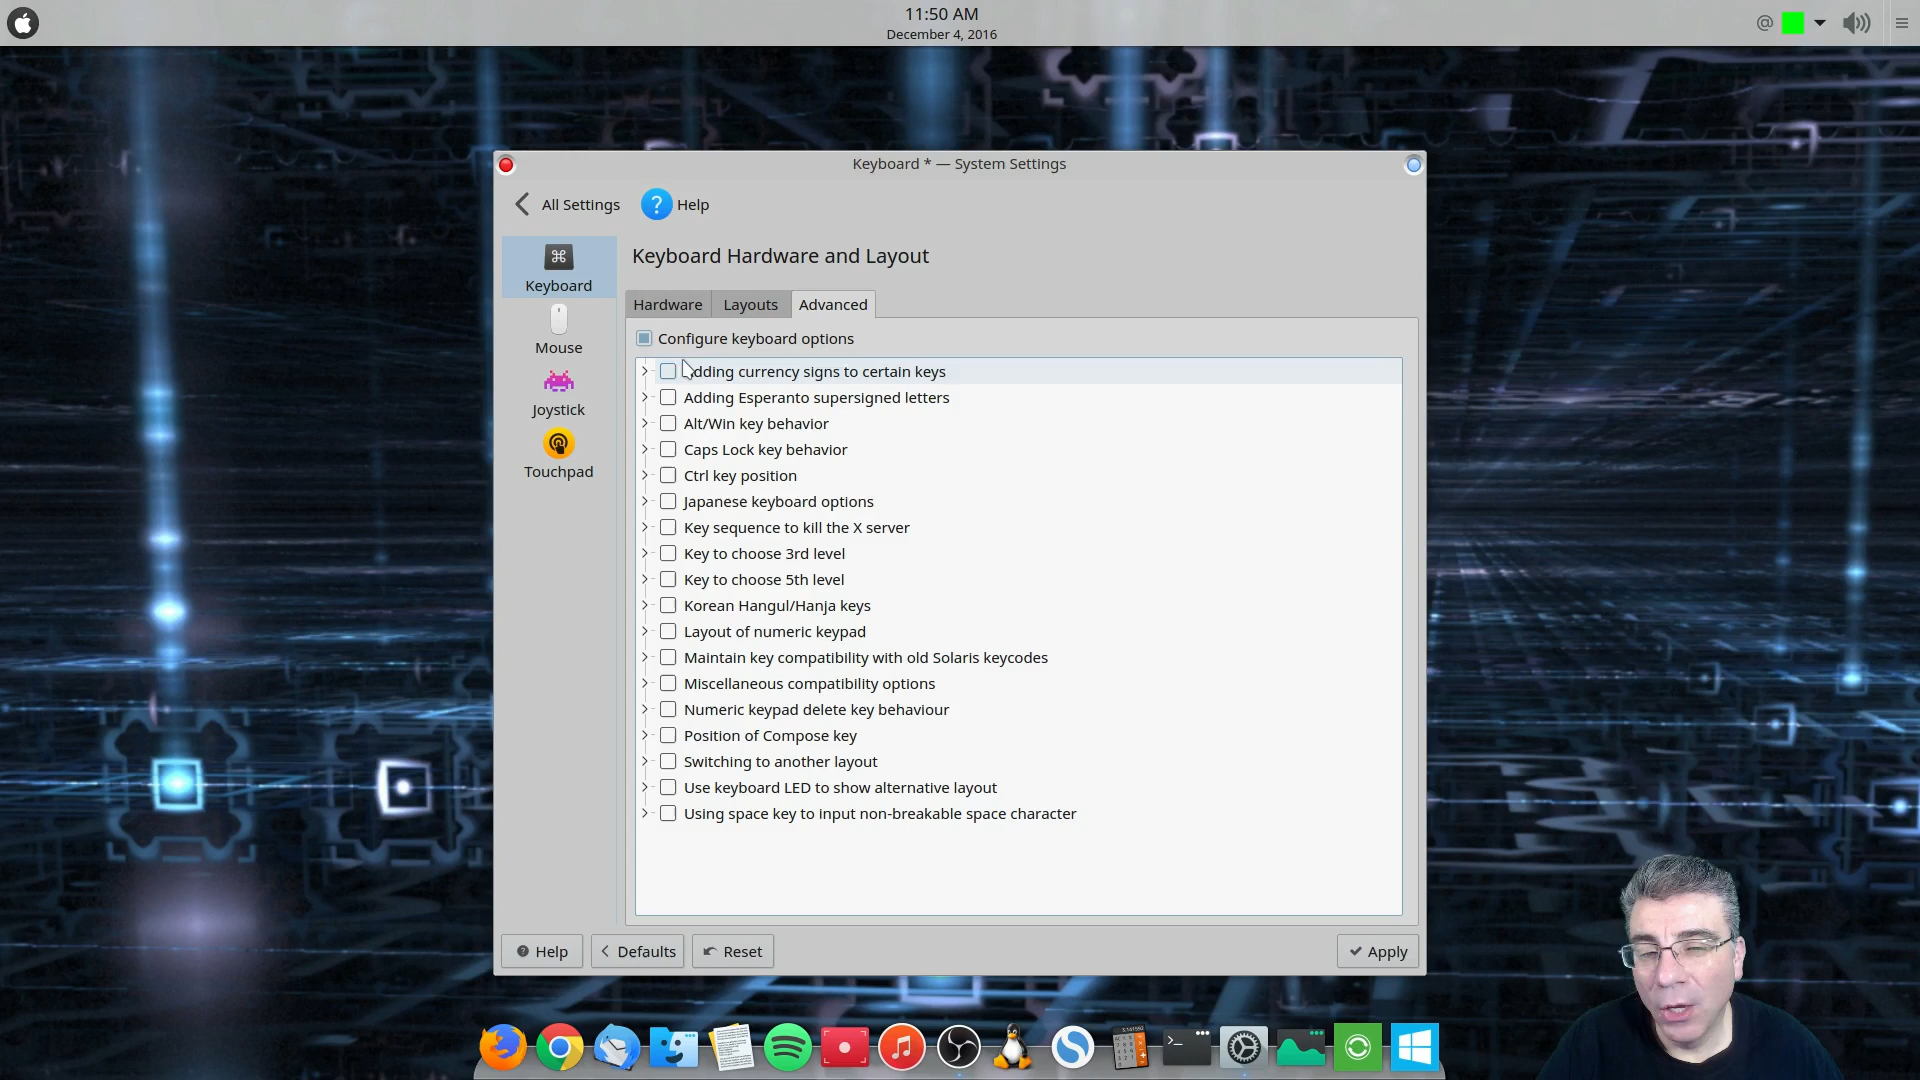 11:50 AM
December 4, 2016
@
Keyboard * — System Settings
All Settings
? Help
Keyboard
Mouse
Joystick
Touchpad
Keyboard Hardware and Layout
Hardware
Layouts
Advanced
Configure keyboard options
dding currency signs to certain keys
Adding Esperanto supersigned letters
Alt/Win key behavior
Caps Lock key behavior
Ctrl key position
Japanese keyboard options
Key sequence to kill the X server
Key to choose 3rd level
Key to choose 5th level
Korean Hangul/Hanja keys
Layout of numeric keypad
Maintain key compatibility with old Solaris keycodes
Miscellaneous compatibility options
Numeric keypad delete key behaviour
Position of Compose key
Switching to another layout
Use keyboard LED to show alternative layout
Using space key to input non-breakable space character
Help
Defaults
Reset
Apply